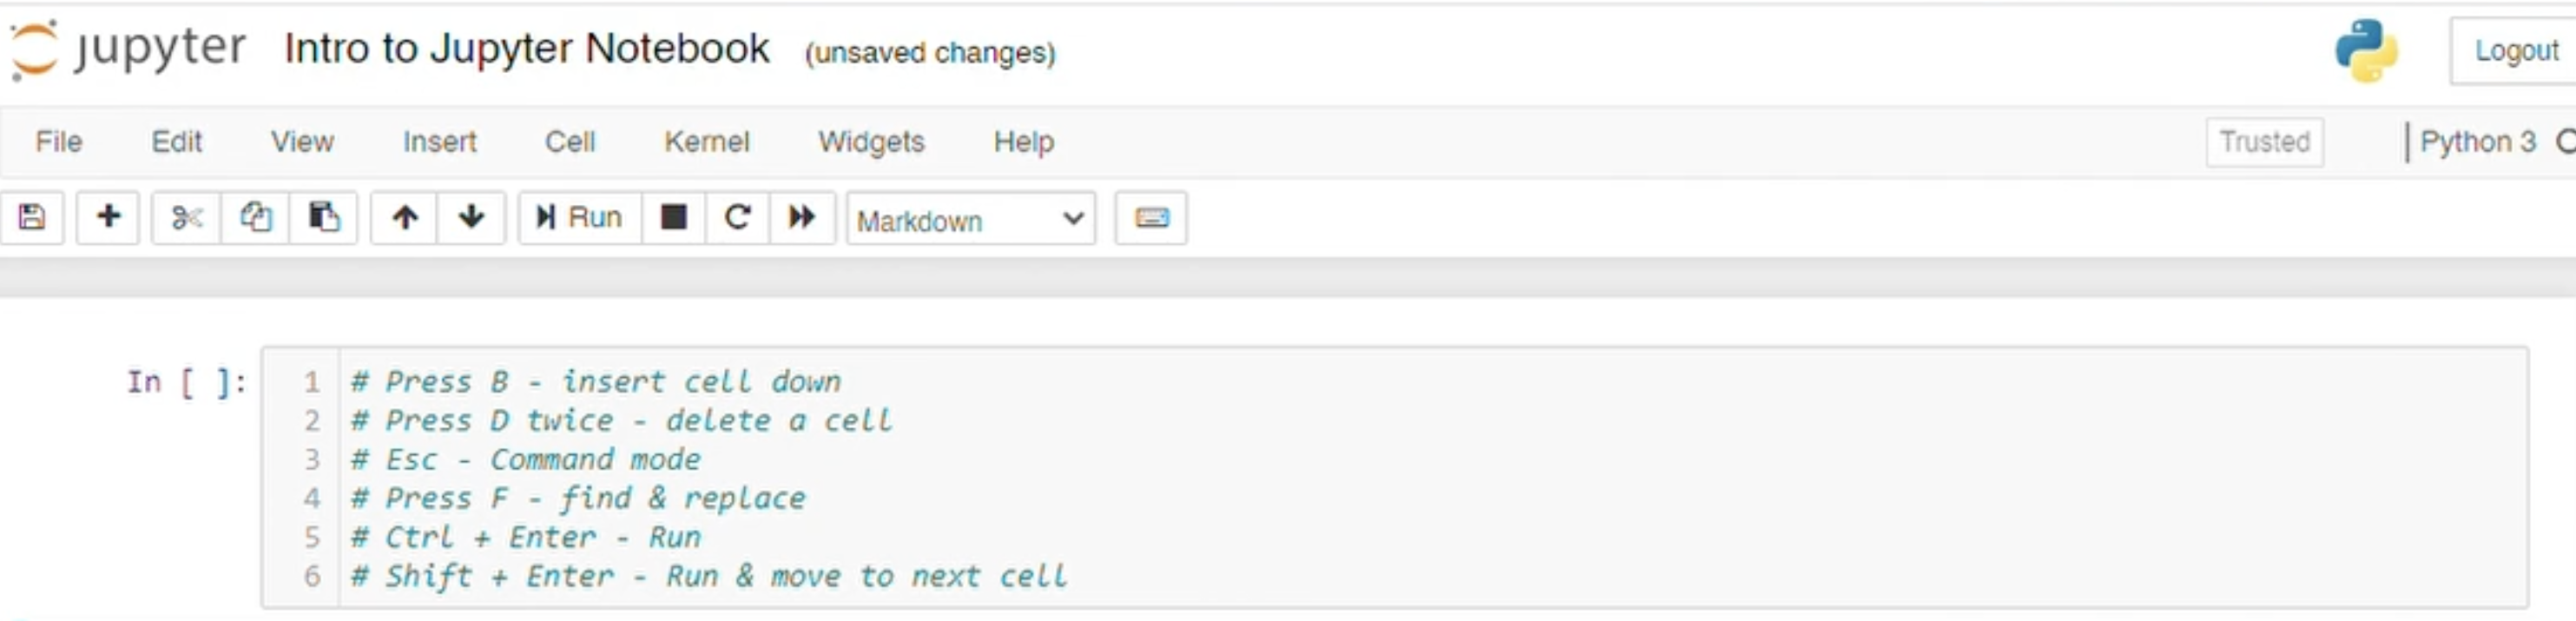 jupyter Intro to Jupyter Notebook (unsaved changes) Logout
File Edit View Insert Cell Kernel Widgets Help Trusted Python 3
Run Markdown
In [ ]:
1 # Press B - insert cell down
2 # Press D twice - delete a cell
3 # Esc - Command mode
4 # Press F - find & replace
5 # Ctrl + Enter - Run
6 # Shift + Enter - Run & move to next cell